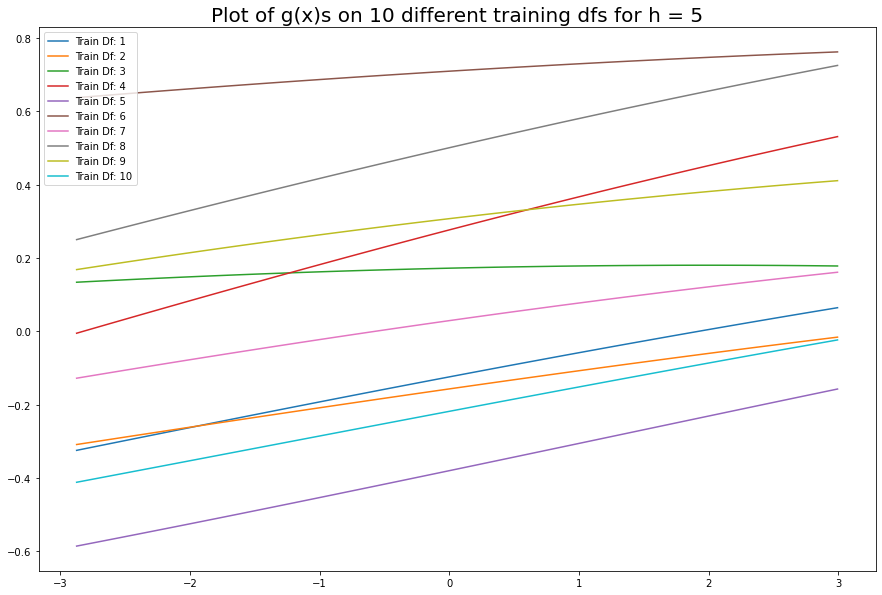 Plot of g(x)s on 10 different training dfs for h = 5
Train Df: 1
Train Df: 2
Train Df: 3
Train Df: 4
Train Df: 5
Train Df: 6
Train Df: 7
Train Df: 8
Train Df: 9
Train Df: 10
0.8
0.6
0.4
0.2
0.0
−0.2
−0.4
−0.6
−3 −2 −1 0 1 2 3